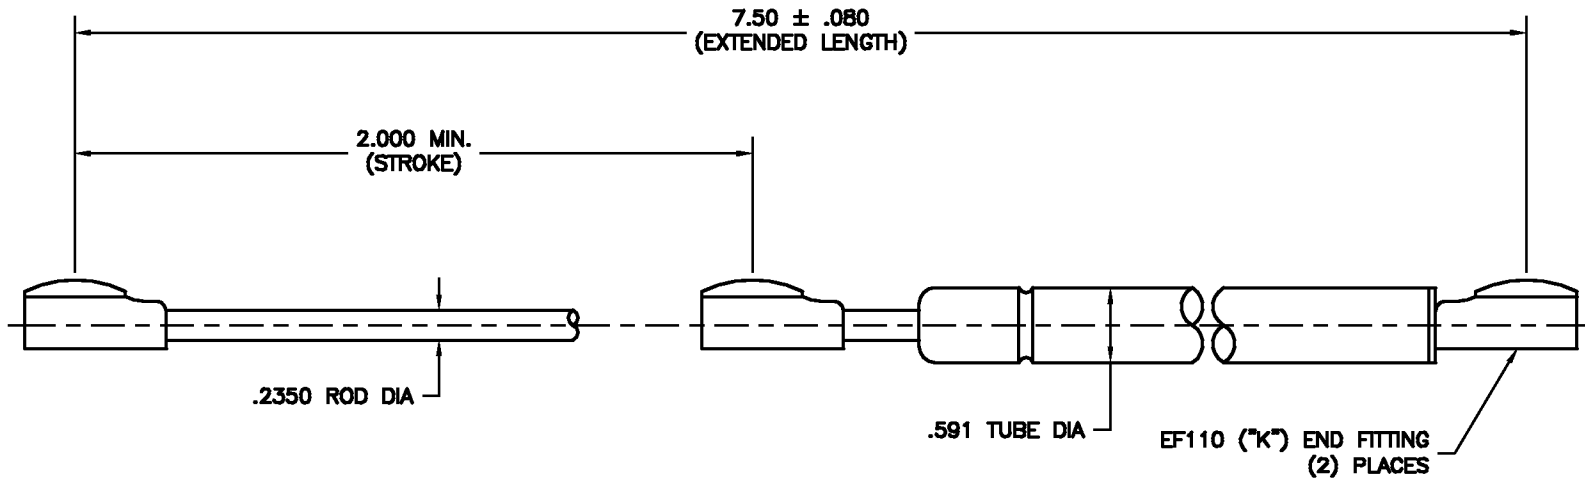 7.50 ± .080
(EXTENDED LENGTH)
2.000 MIN.
(STROKE)
.2350 ROD DIA
.591 TUBE DIA
EF110 ("K") END FITTING
(2) PLACES